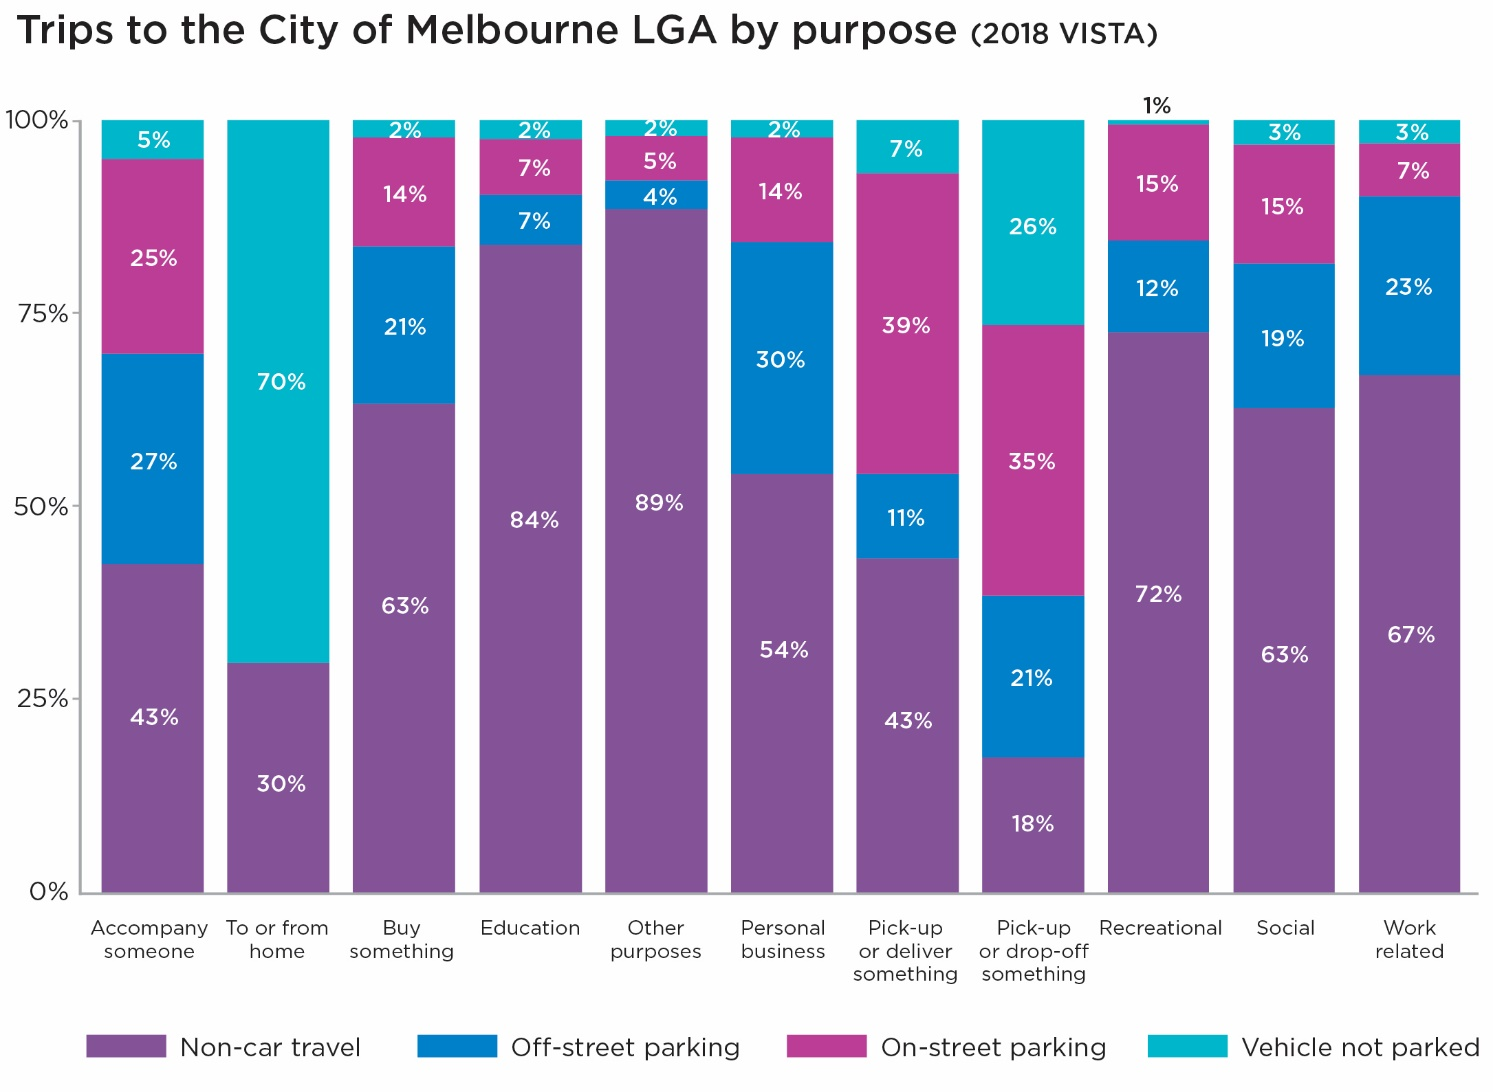 Trips to the City of Melbourne LGA by purpose (2018 VISTA)
1%
100%
75%
50%
25%
0%
5%
25%
27%
43%
70%
30%
2%
14%
21%
63%
2%
7%
7%
84%
2%
5%
4%
89%
2%
14%
30%
54%
7%
39%
11%
43%
26%
35%
21%
18%
15%
12%
72%
3%
15%
19%
63%
3%
7%
23%
67%
Accompany
someone
To or from
home
Buy
something
Education
Other
purposes
Personal
business
Pick-up
or deliver
something
Pick-up
or drop-off
something
Recreational
Social
Work
related
Non-car travel
Off-street parking
On-street parking
Vehicle not parked